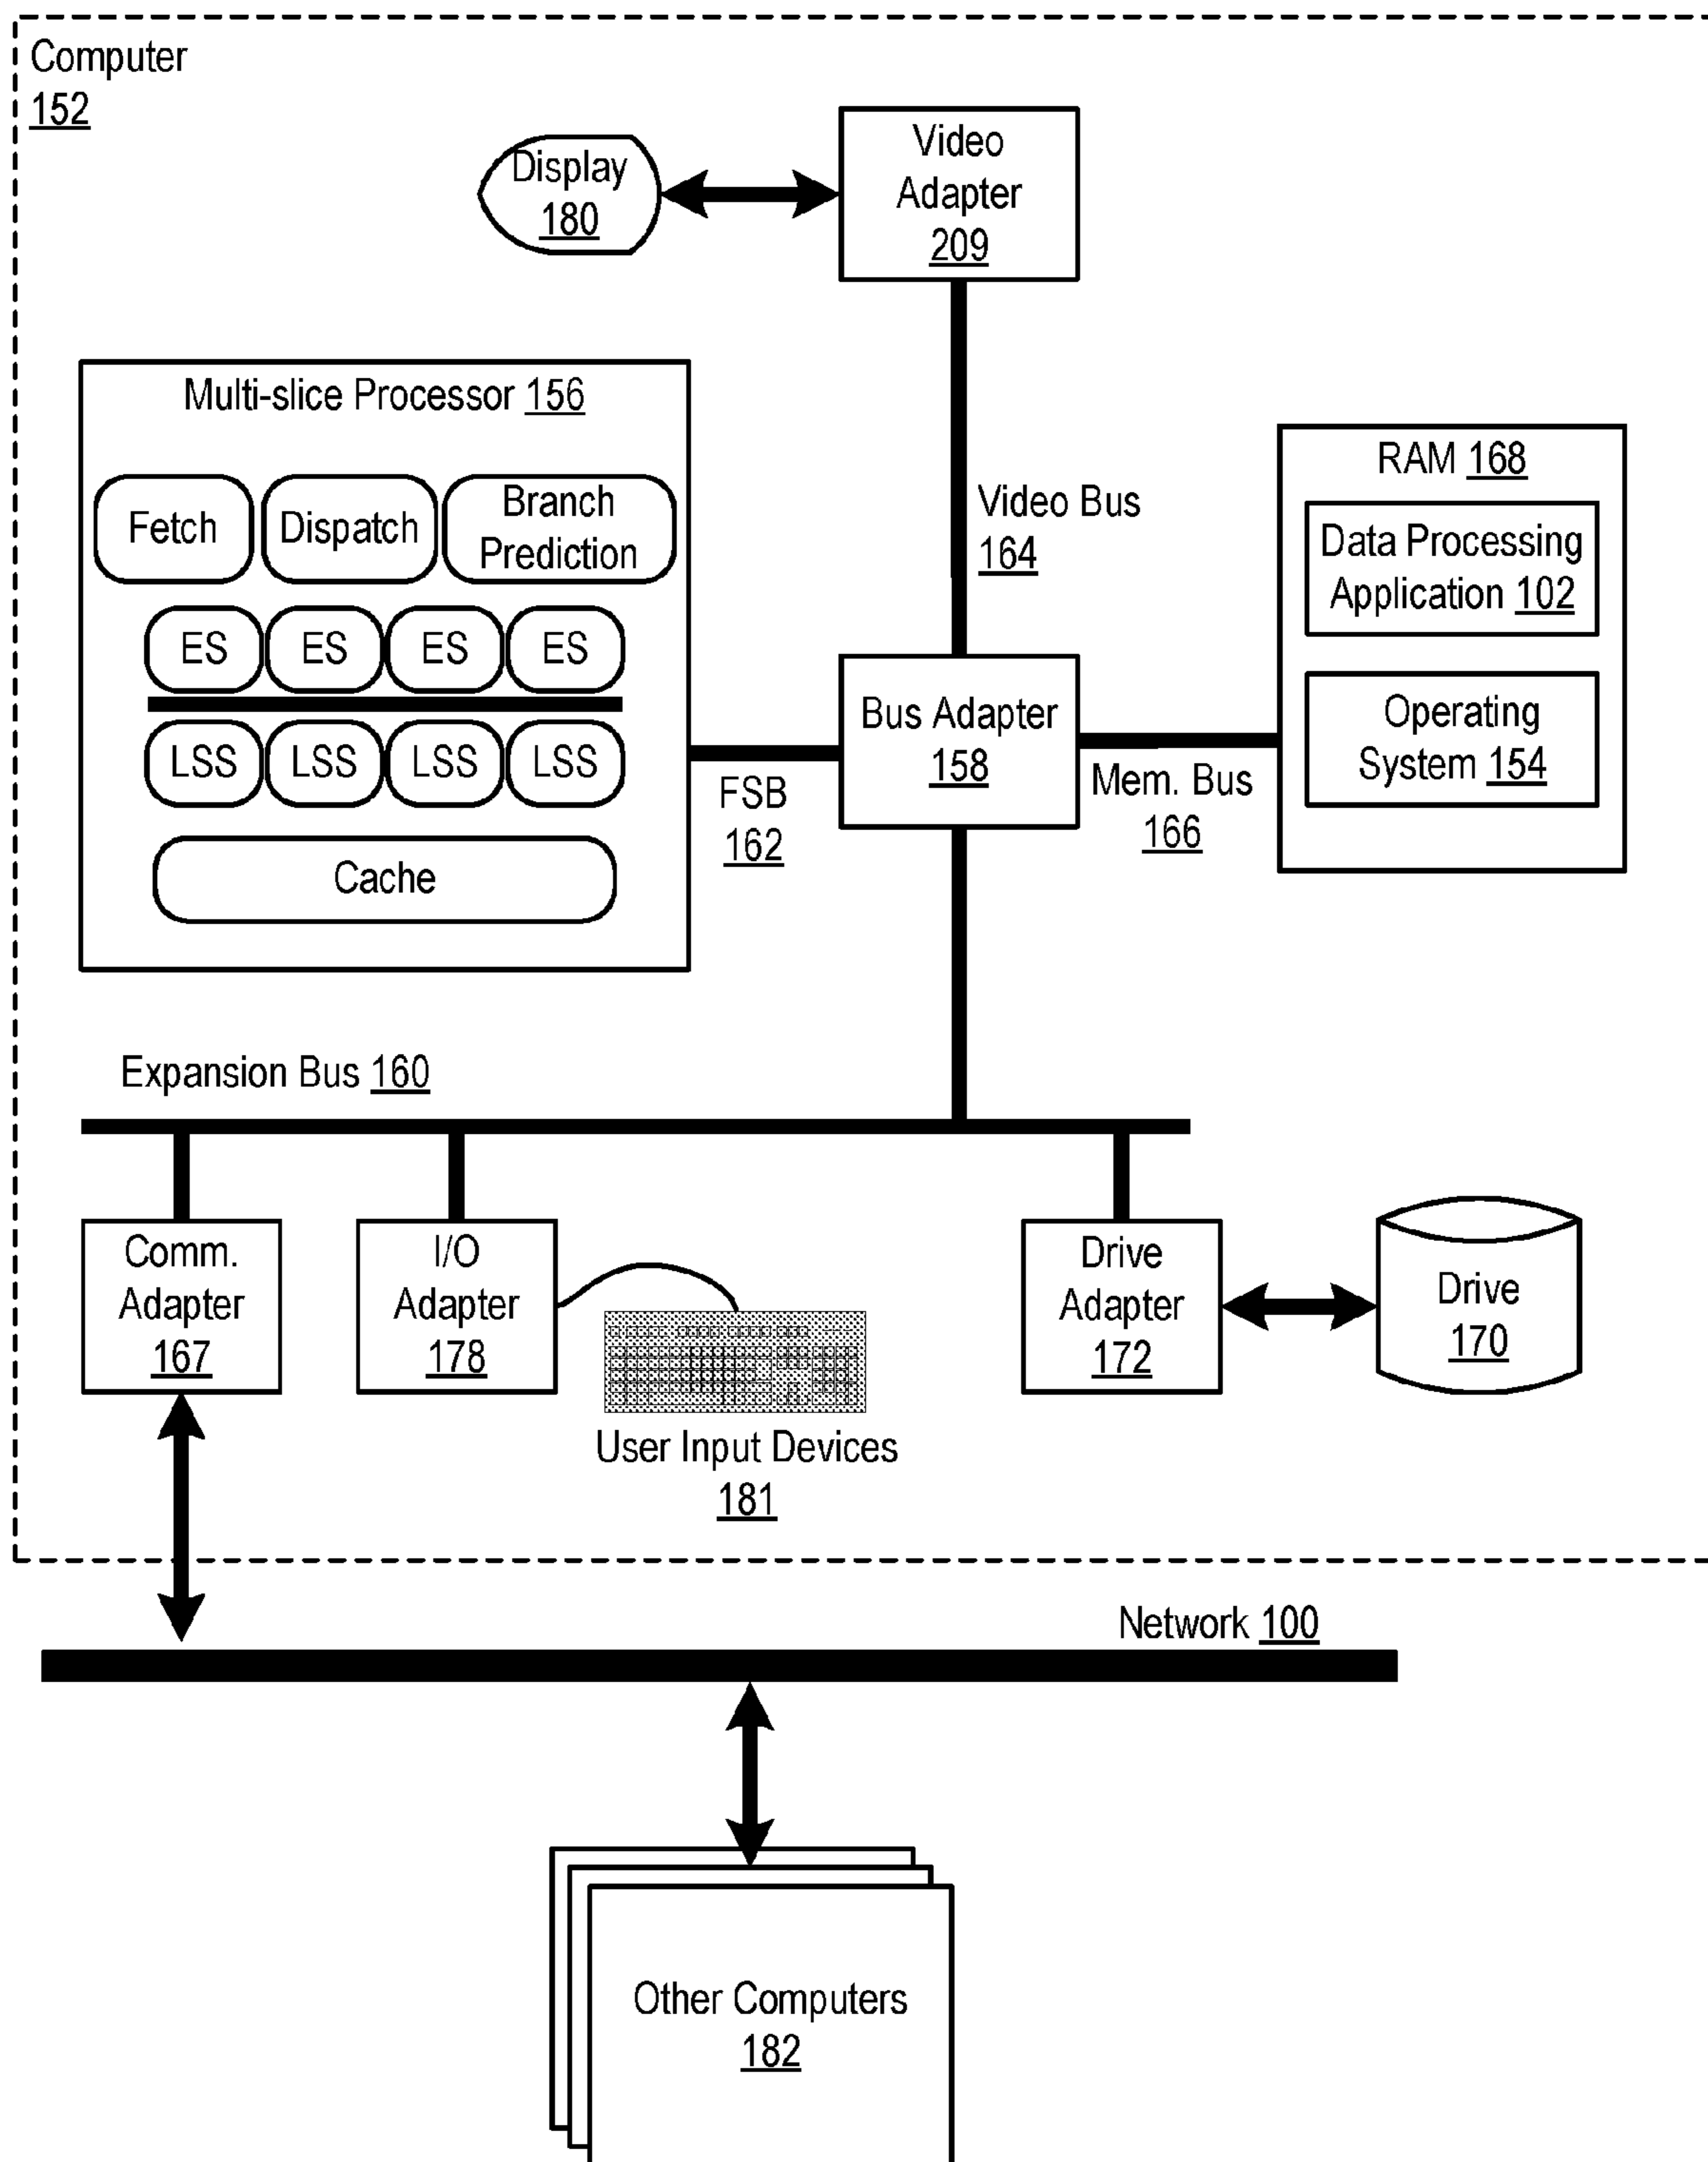 Computer
152
Display
180
Video
Adapter
209
Multi-slice Processor 156
Fetch
Dispatch
Branch
Prediction
ES
ES
ES
ES
LSS
LSS
LSS
LSS
Cache
Video Bus
164
RAM 168
Data Processing
Application 102
Operating
System 154
Bus Adapter
158
FSB
162
Mem. Bus
166
Expansion Bus 160
Comm.
Adapter
167
I/O
Adapter
178
User Input Devices
181
Drive
Adapter
172
Drive
170
Network 100
Other Computers
182